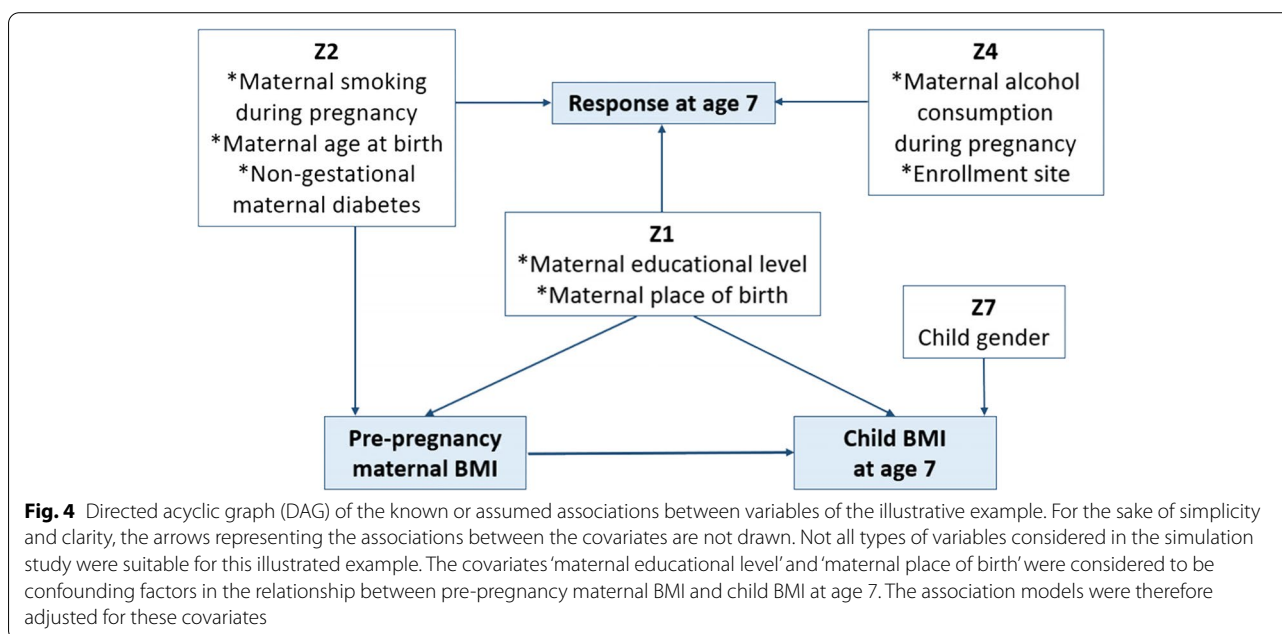 Z2
*Maternal smoking
during pregnancy
*Maternal age at birth
*Non-gestational
maternal diabetes
Response at age 7
Z4
*Maternal alcohol
consumption
during pregnancy
*Enrollment site
Z1
*Maternal educational level
*Maternal place of birth
Z7
Child gender
Pre-pregnancy
maternal BMI
Child BMI
at age 7
Fig. 4 Directed acyclic graph (DAG) of the known or assumed associations between variables of the illustrative example. For the sake of simplicity
and clarity, the arrows representing the associations between the covariates are not drawn. Not all types of variables considered in the simulation
study were suitable for this illustrated example. The covariates ‘maternal educational level’ and ‘maternal place of birth’ were considered to be
confounding factors in the relationship between pre-pregnancy maternal BMI and child BMI at age 7. The association models were therefore
adjusted for these covariates